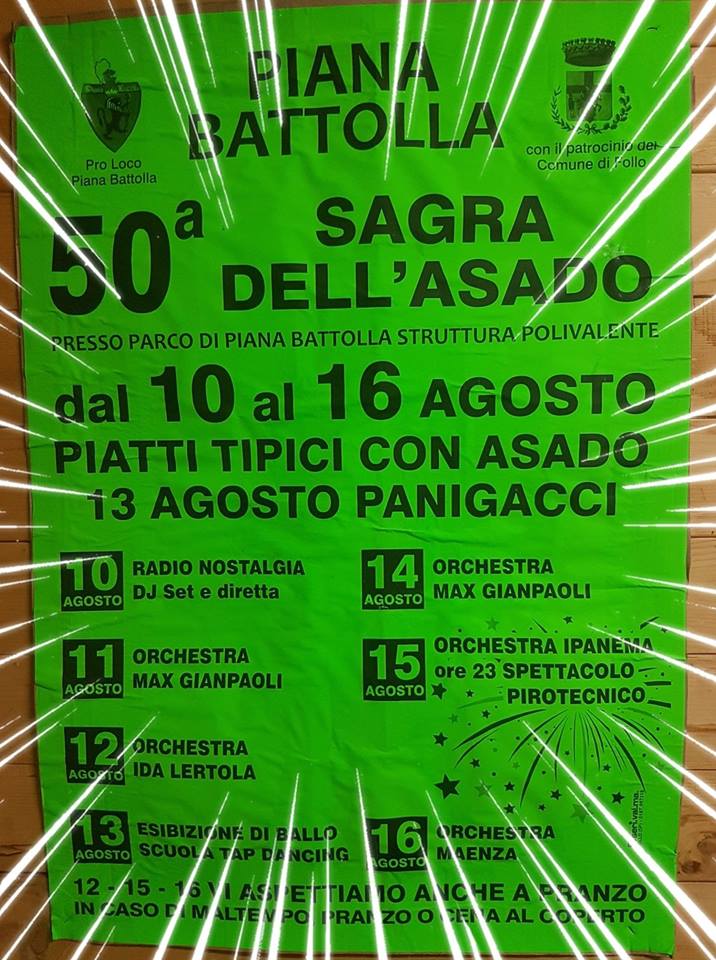 PIANA
BATTOLLA
Pro Loco
Piana Battolla
con il patrocinio del
Comune di Follo
50a SAGRA
DELL'ASADO
PRESSO PARCO DI PIANA BATTOLLA STRUTTURA POLIVALENTE
dal 10 al 16 AGOSTO
PIATTI TIPICI CON ASADO
13 AGOSTO PANIGACCI
10 AGOSTO
RADIO NOSTALGIA
DJ Set e diretta
11 AGOSTO
ORCHESTRA
MAX GIANPAOLI
12 AGOSTO
ORCHESTRA
IDA LERTOLA
13 AGOSTO
ESIBIZIONE DI BALLO
SCUOLA TAP DANCING
14 AGOSTO
ORCHESTRA
MAX GIANPAOLI
15 AGOSTO
ORCHESTRA IPANEMA
ore 23 SPETTACOLO
PIROTECNICO
16 AGOSTO
ORCHESTRA
MAENZA
12 - 15 - 16 VI ASPETTIAMO ANCHE A PRANZO
IN CASO DI MALTEMPO PRANZO O CENA AL COPERTO